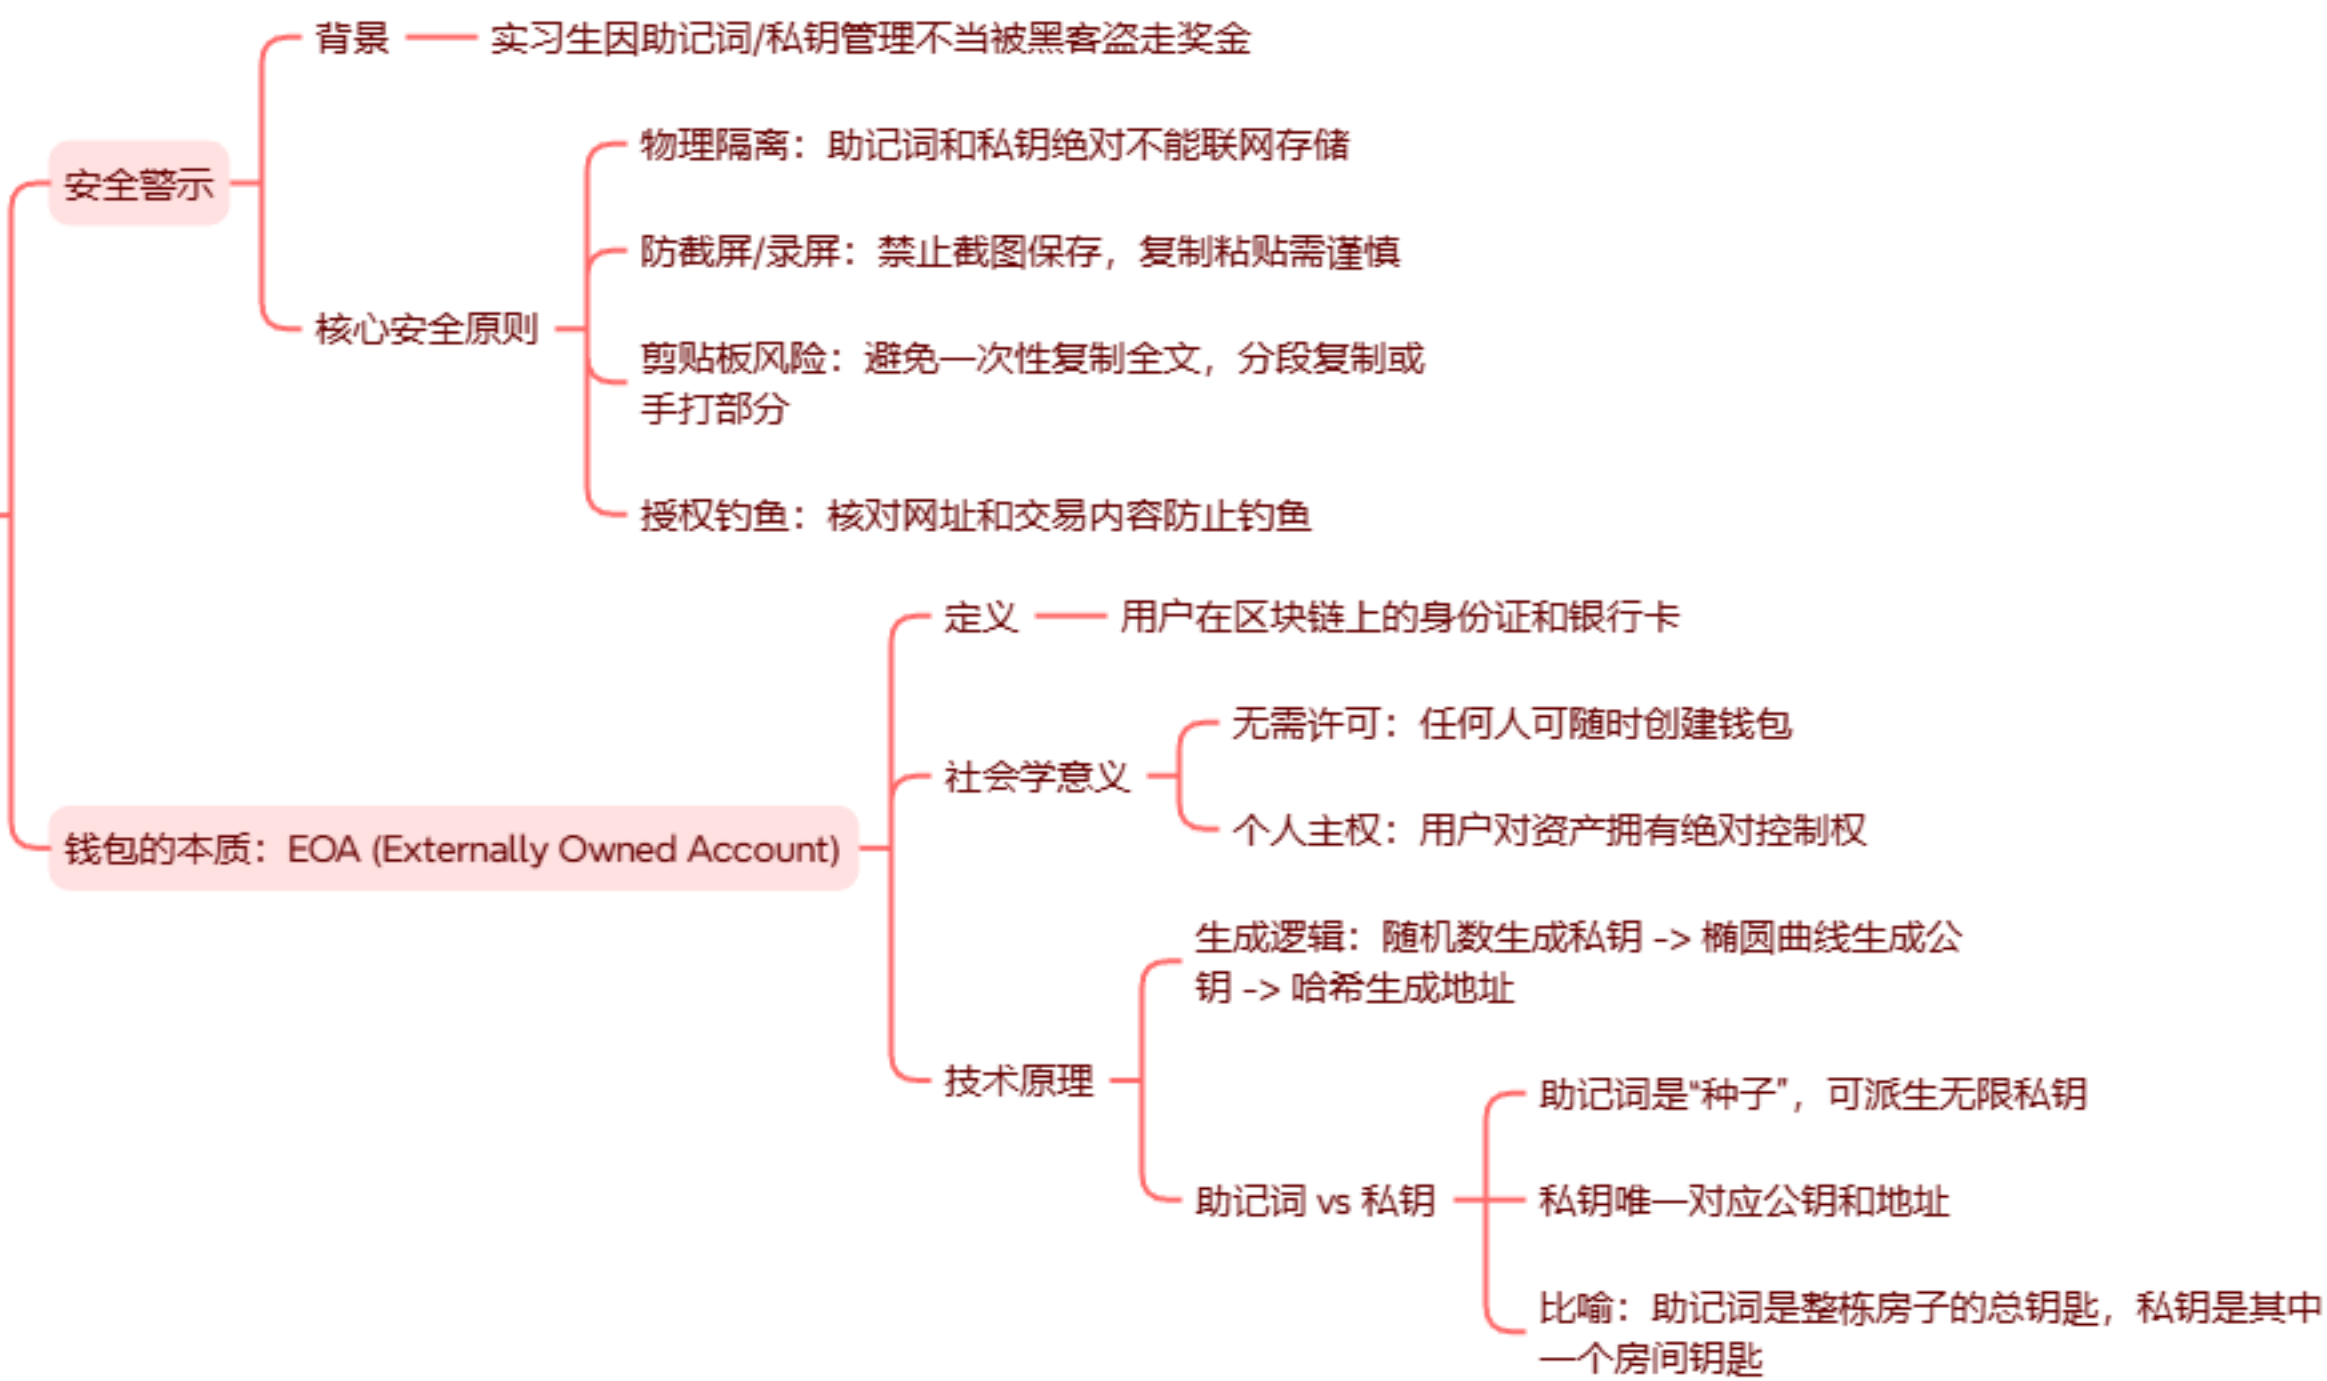 背景
实习生因助记词/私钥管理不当被黑客盗走奖金
物理隔离：助记词和私钥绝对不能联网存储
安全警示
防截屏/录屏：禁止截图保存，复制粘贴需谨慎
核心安全原则
剪贴板风险：避免一次性复制全文，分段复制或
手打部分
授权钓鱼：核对网址和交易内容防止钓鱼
定义
用户在区块链上的身份证和银行卡
无需许可：任何人可随时创建钱包
社会学意义
个人主权：用户对资产拥有绝对控制权
钱包的本质：EOA (Externally Owned Account)
生成逻辑：随机数生成私钥 -> 椭圆曲线生成公
钥 -> 哈希生成地址
技术原理
助记词是“种子”，可派生无限私钥
助记词 vs 私钥
私钥唯一对应公钥和地址
比喻：助记词是整栋房子的总钥匙，私钥是其中
一个房间钥匙